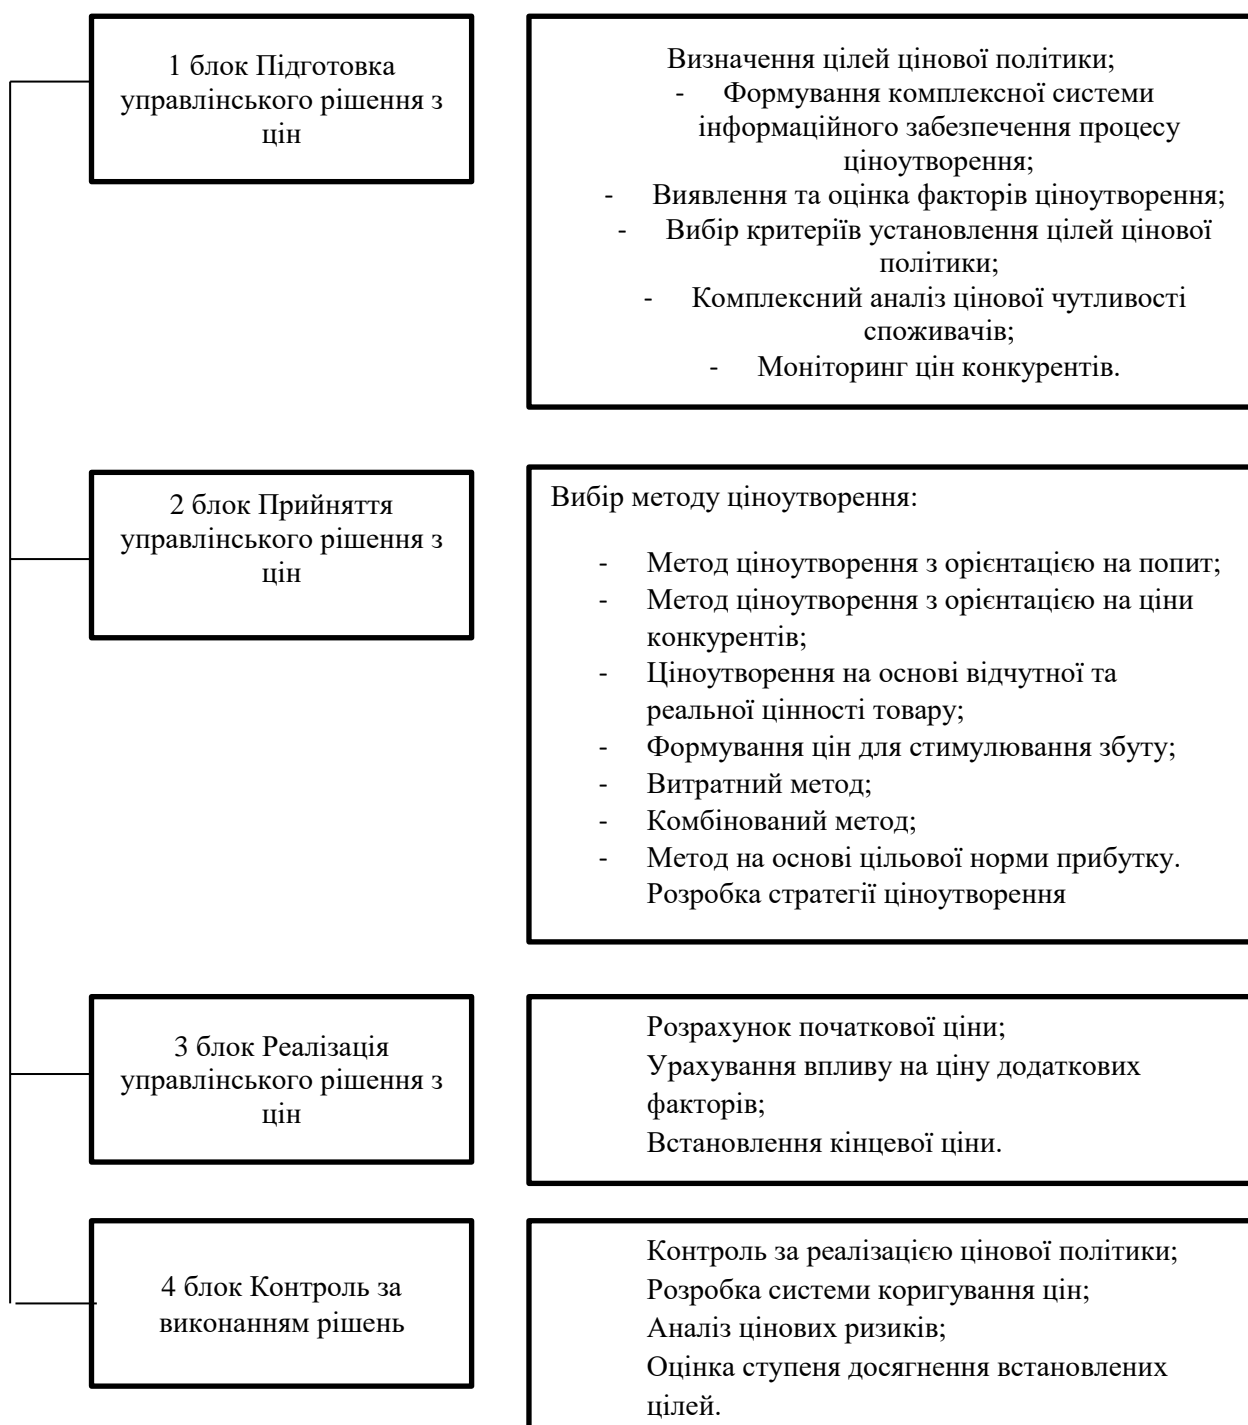 1 блок Підготовка
управлінського рішення з
цін
Визначення цілей цінової політики;
- Формування комплексної системи
інформаційного забезпечення процесу
ціноутворення;
- Виявлення та оцінка факторів ціноутворення;
- Вибір критеріїв установлення цілей цінової
політики;
- Комплексний аналіз цінової чутливості
споживачів;
- Моніторинг цін конкурентів.
2 блок Прийняття
управлінського рішення з
цін
Вибір методу ціноутворення:
- Метод ціноутворення з орієнтацією на попит;
- Метод ціноутворення з орієнтацією на ціни
конкурентів;
- Ціноутворення на основі відчутної та
реальної цінності товару;
- Формування цін для стимулювання збуту;
- Витратний метод;
- Комбінований метод;
- Метод на основі цільової норми прибутку.
Розробка стратегії ціноутворення
3 блок Реалізація
управлінського рішення з
цін
Розрахунок початкової ціни;
Урахування впливу на ціну додаткових
факторів;
Встановлення кінцевої ціни.
4 блок Контроль за
виконанням рішень
Контроль за реалізацією цінової політики;
Розробка системи коригування цін;
Аналіз цінових ризиків;
Оцінка ступеня досягнення встановлених
цілей.